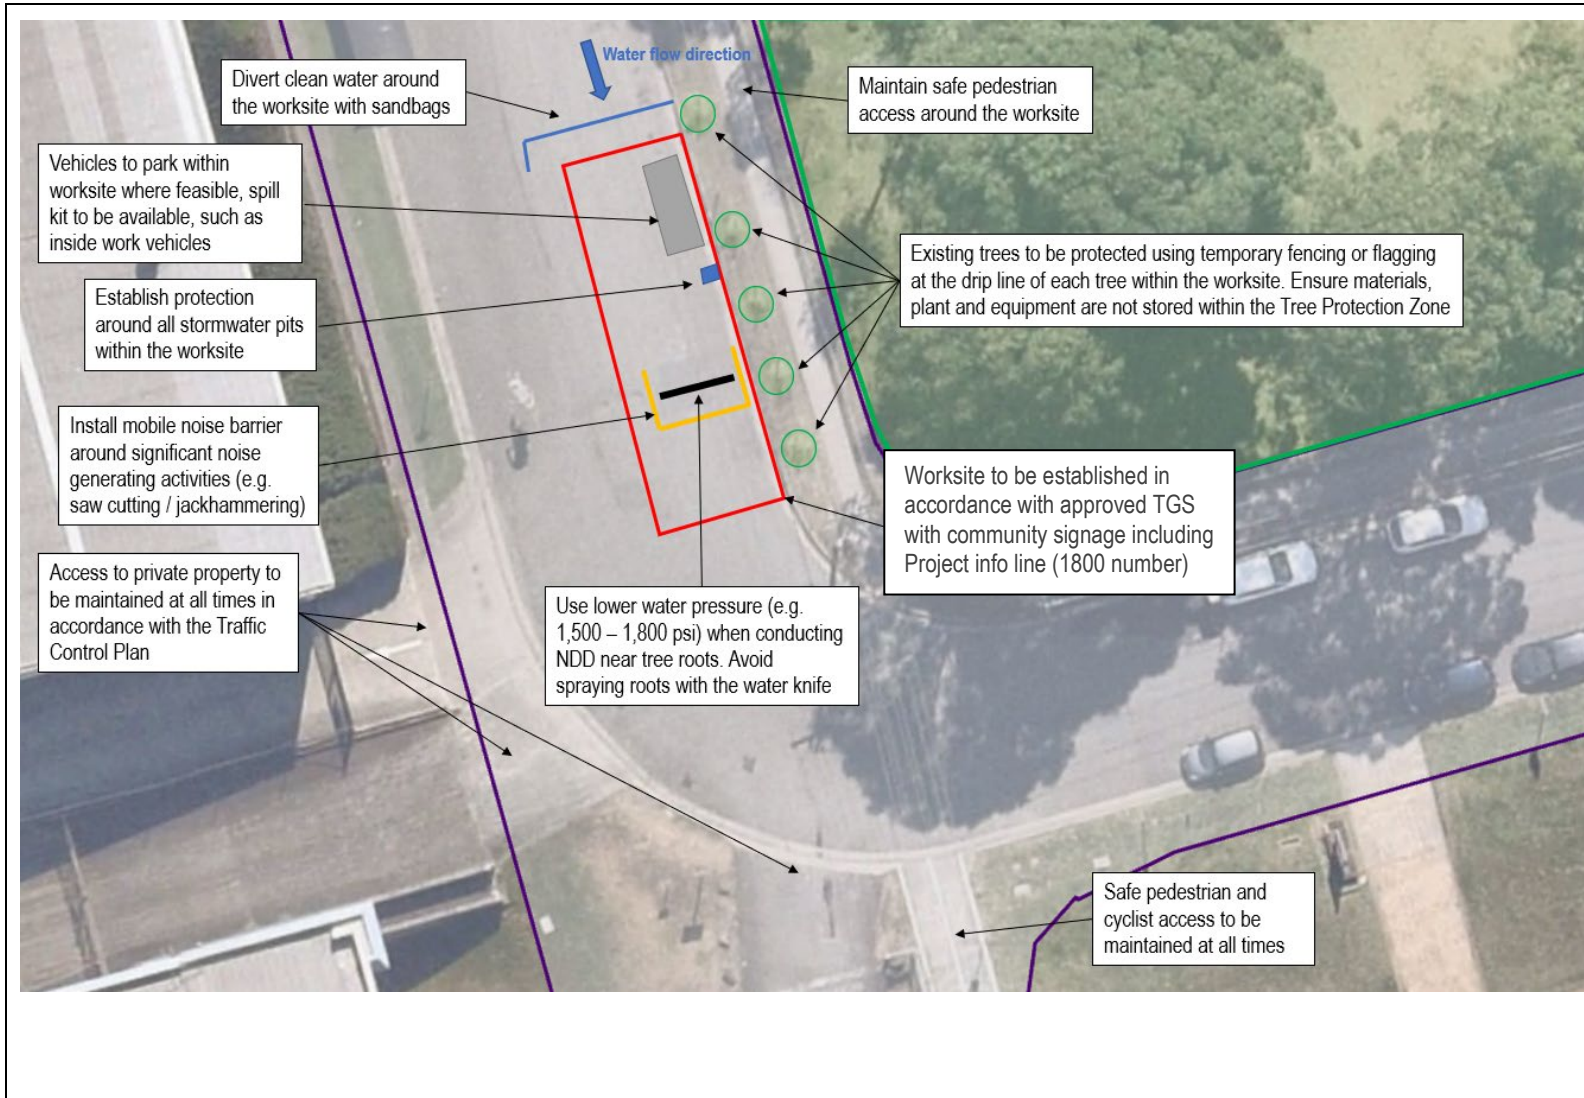 Water flow direction
Divert clean water around
the worksite with sandbags
Maintain safe pedestrian
access around the worksite
Vehicles to park within
worksite where feasible, spill
kit to be available, such as
inside work vehicles
Existing trees to be protected using temporary fencing or flagging
at the drip line of each tree within the worksite. Ensure materials,
plant and equipment are not stored within the Tree Protection Zone
Establish protection
around all stormwater pits
within the worksite
Install mobile noise barrier
around significant noise
generating activities (e.g.
saw cutting / jackhammering)
Worksite to be established in
accordance with approved TGS
with community signage including
Project info line (1800 number)
Access to private property to
be maintained at all times in
accordance with the Traffic
Control Plan
Use lower water pressure (e.g.
1,500 – 1,800 psi) when conducting
NDD near tree roots. Avoid
spraying roots with the water knife
Safe pedestrian and
cyclist access to be
maintained at all times